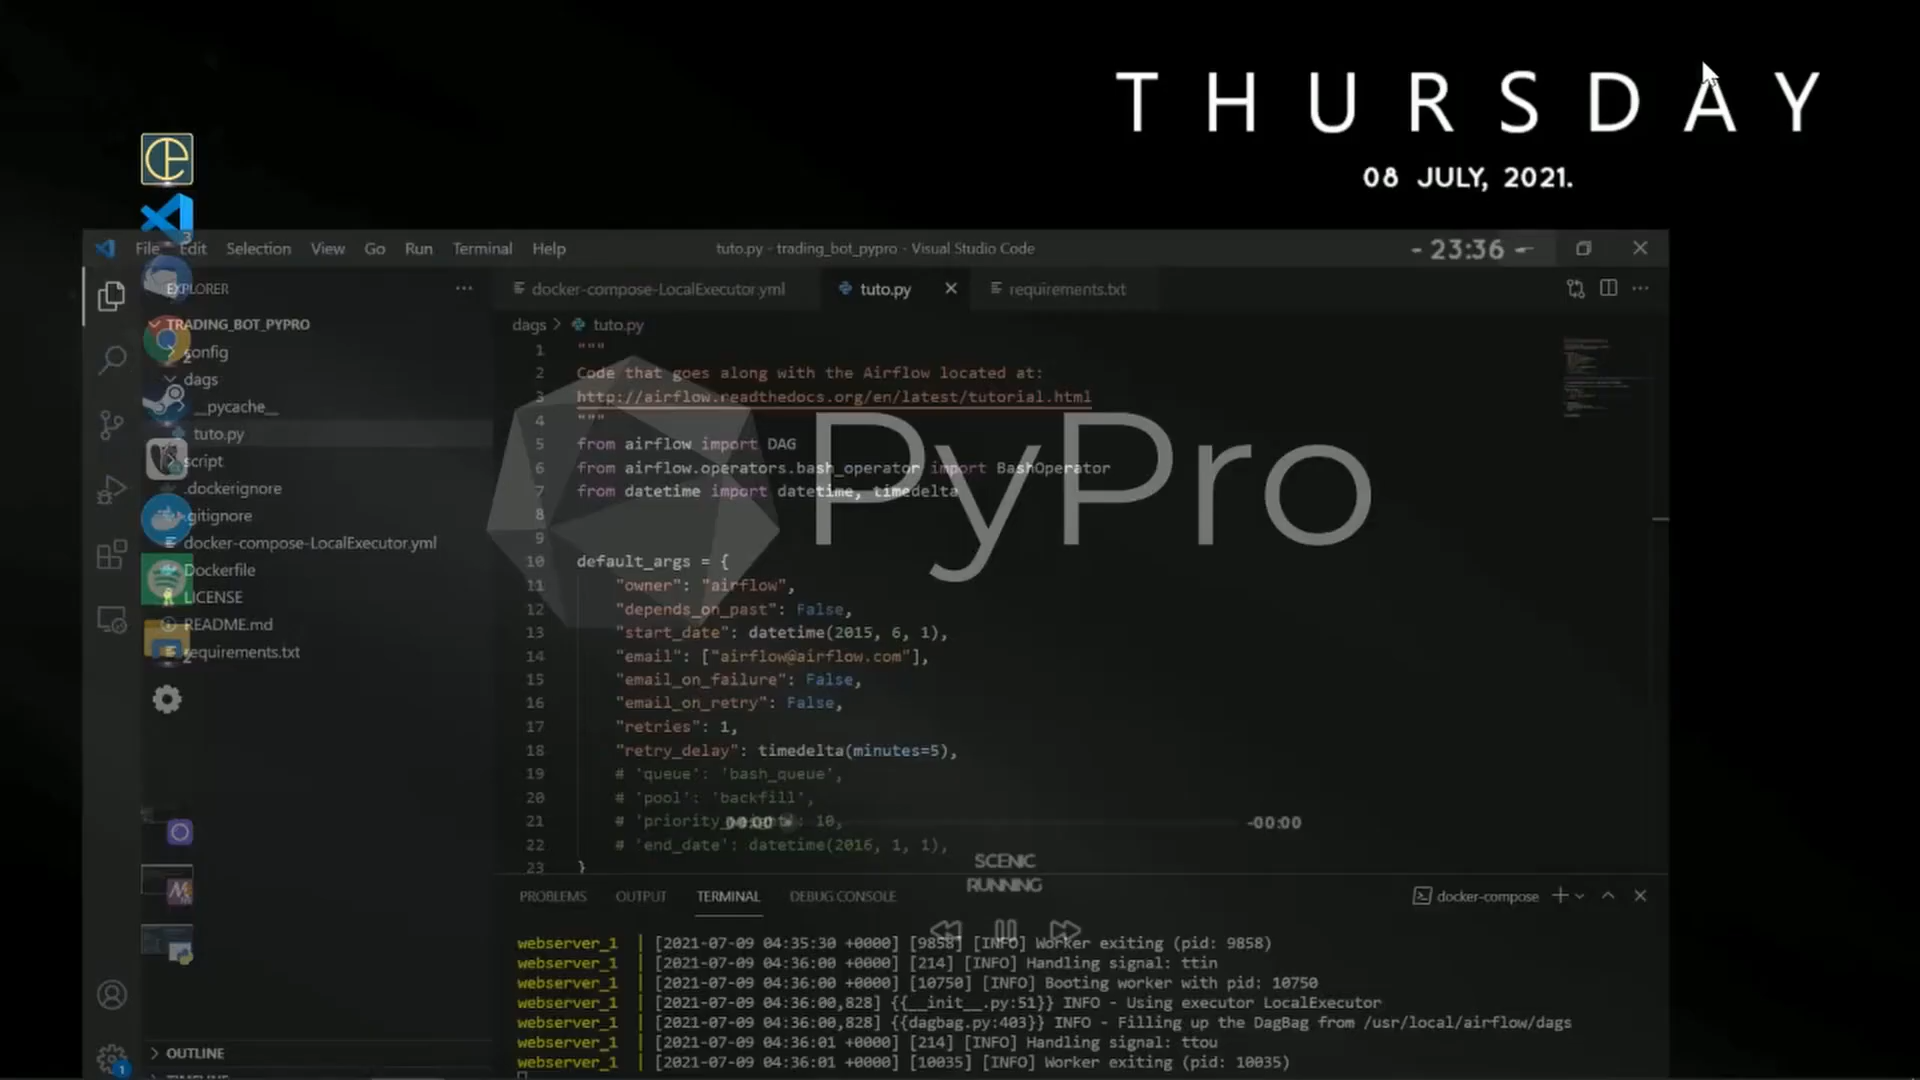 THURSDAY
08 JULY, 2021.
File Edit Selection View Go Run Terminal Help
tuto.py - trading_bot_pypro - Visual Studio Code
- 23:36 -
EXPLORER
TRADING_BOT_PYPRO
config
dags
__pycache__
tuto.py
script
.dockerignore
.gitignore
docker-compose-LocalExecutor.yml
Dockerfile
LICENSE
README.md
requirements.txt
OUTLINE
docker-compose-LocalExecutor.yml
tuto.py
requirements.txt
dags > tuto.py
1 """
2 Code that goes along with the Airflow located at:
3 http://airflow.readthedocs.org/en/latest/tutorial.html
4 """
5 from airflow import DAG
6 from airflow.operators.bash_operator import BashOperator
7 from datetime import datetime, timedelta
8
9
10 default_args = {
11 "owner": "airflow",
12 "depends_on_past": False,
13 "start_date": datetime(2015, 6, 1),
14 "email": ["airflow@airflow.com"],
15 "email_on_failure": False,
16 "email_on_retry": False,
17 "retries": 1,
18 "retry_delay": timedelta(minutes=5),
19 # 'queue': 'bash_queue',
20 # 'pool': 'backfill',
21 # 'priority_ 10,
22 # 'end_date': datetime(2016, 1, 1),
23 }
PyPro
00:00
-00:00
SCENIC
RUNNING
PROBLEMS OUTPUT TERMINAL DEBUG CONSOLE
docker-compose
webserver_1 | [2021-07-09 04:35:30 +0000] [9858] [INFO] Worker exiting (pid: 9858)
webserver_1 | [2021-07-09 04:36:00 +0000] [214] [INFO] Handling signal: ttin
webserver_1 | [2021-07-09 04:36:00 +0000] [10750] [INFO] Booting worker with pid: 10750
webserver_1 | [2021-07-09 04:36:00,828] {{__init__.py:51}} INFO - Using executor LocalExecutor
webserver_1 | [2021-07-09 04:36:00,828] {{dagbag.py:403}} INFO - Filling up the DagBag from /usr/local/airflow/dags
webserver_1 | [2021-07-09 04:36:01 +0000] [214] [INFO] Handling signal: ttou
webserver_1 | [2021-07-09 04:36:01 +0000] [10035] [INFO] Worker exiting (pid: 10035)